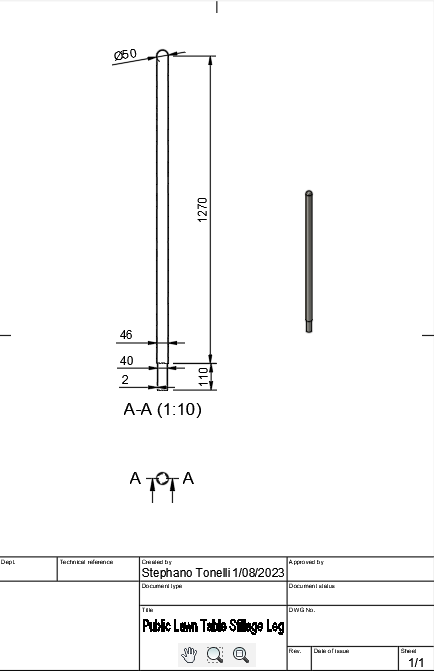 Ø50
1270
46
40
2
110
A-A (1:10)
A A
Dept.
Technical reference
Created by
Approved by
Stephano Tonelli 1/08/2023
Document type
Document status
Title
DWG No.
Public Lawn Table Stillage Leg
Rev.
Date of issue
Sheet
1/1